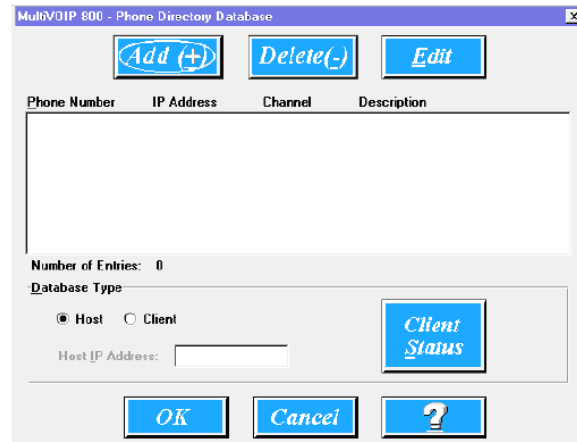 MultiVOIP 800 - Phone Directory Database
Add (+) Delete(-) Edit
Phone Number IP Address Channel Description
Number of Entries: 0
Database Type
Host Client
Host IP Address:
Client
Status
OK Cancel ?